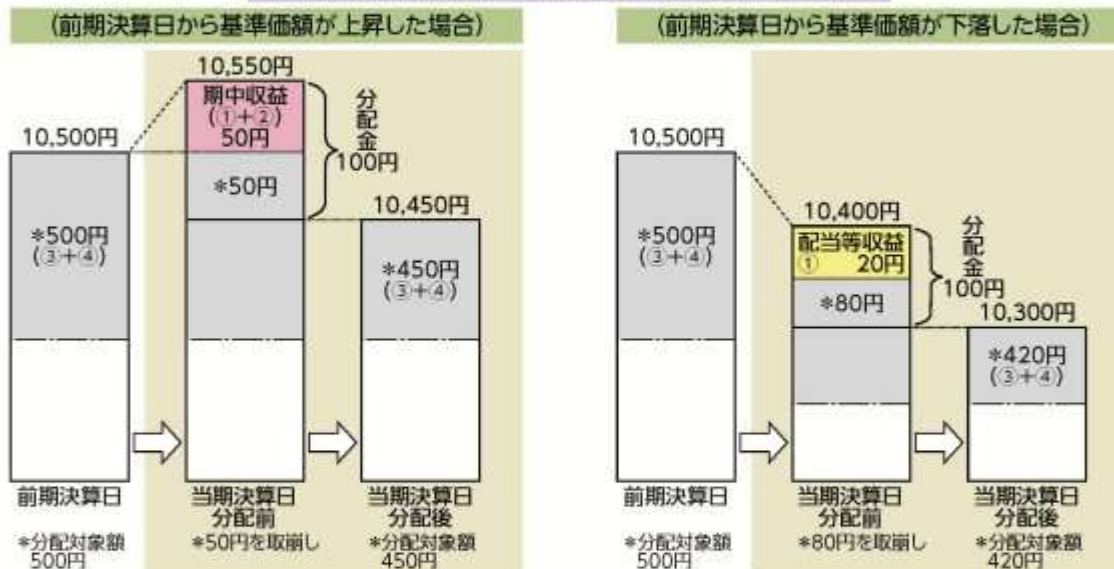 (前期決算日から基準価額が上昇した場合)
10,500円
*500円
(③+④)
10,550円
期中収益
(①+②)
50円
*50円
分配金
100円
10,450円
*450円
(③+④)
前期決算日
*分配対象額
500円
当期決算日
分配前
*50円を取崩し
当期決算日
分配後
*分配対象額
450円
(前期決算日から基準価額が下落した場合)
10,500円
*500円
(③+④)
10,400円
配当等収益
① 20円
*80円
分配金
100円
10,300円
*420円
(③+④)
前期決算日
*分配対象額
500円
当期決算日
分配前
*80円を取崩し
当期決算日
分配後
*分配対象額
420円